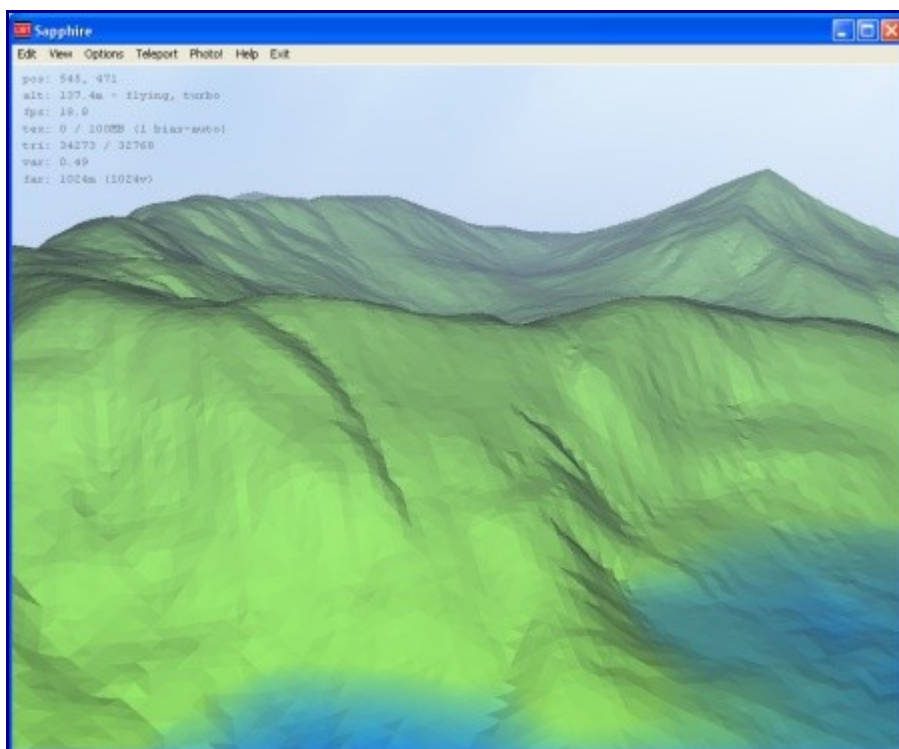 Sapphire
Edit View Options Teleport Photo! Help Exit
pos: 545, 471
alt: 137.4m - flying, turbo
fps: 18.8
tex: 0 / 100MB (1 bias-auto)
tri: 34273 / 32768
var: 0.49
far: 1024m (1024v)